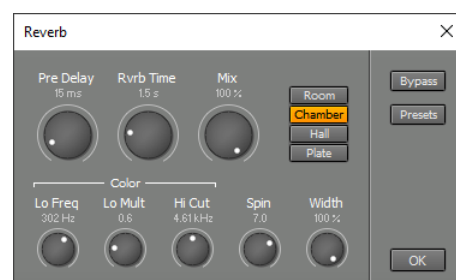 Reverb
Pre Delay Rvrb Time Mix
15 ms 1.5 s 100 %
Room
Chamber
Hall
Plate
Bypass
Presets
Color
Lo Freq Lo Mult Hi Cut Spin Width
302 Hz 0.6 4.61 kHz 7.0 100 %
OK